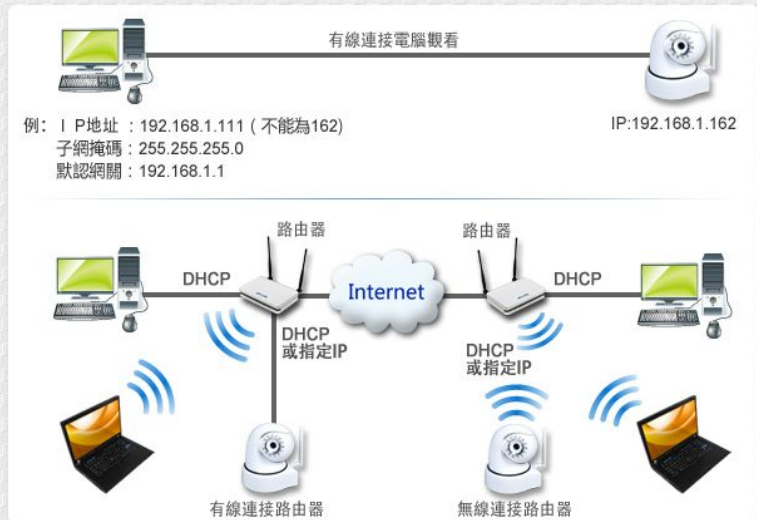 有線連接電腦觀看
例： I P地址 : 192.168.1.111 ( 不能為162)
子網掩碼 : 255.255.255.0
默認網關 : 192.168.1.1
IP:192.168.1.162
路由器
路由器
DHCP
Internet
DHCP
DHCP
或指定IP
DHCP
或指定IP
有線連接路由器
無線連接路由器